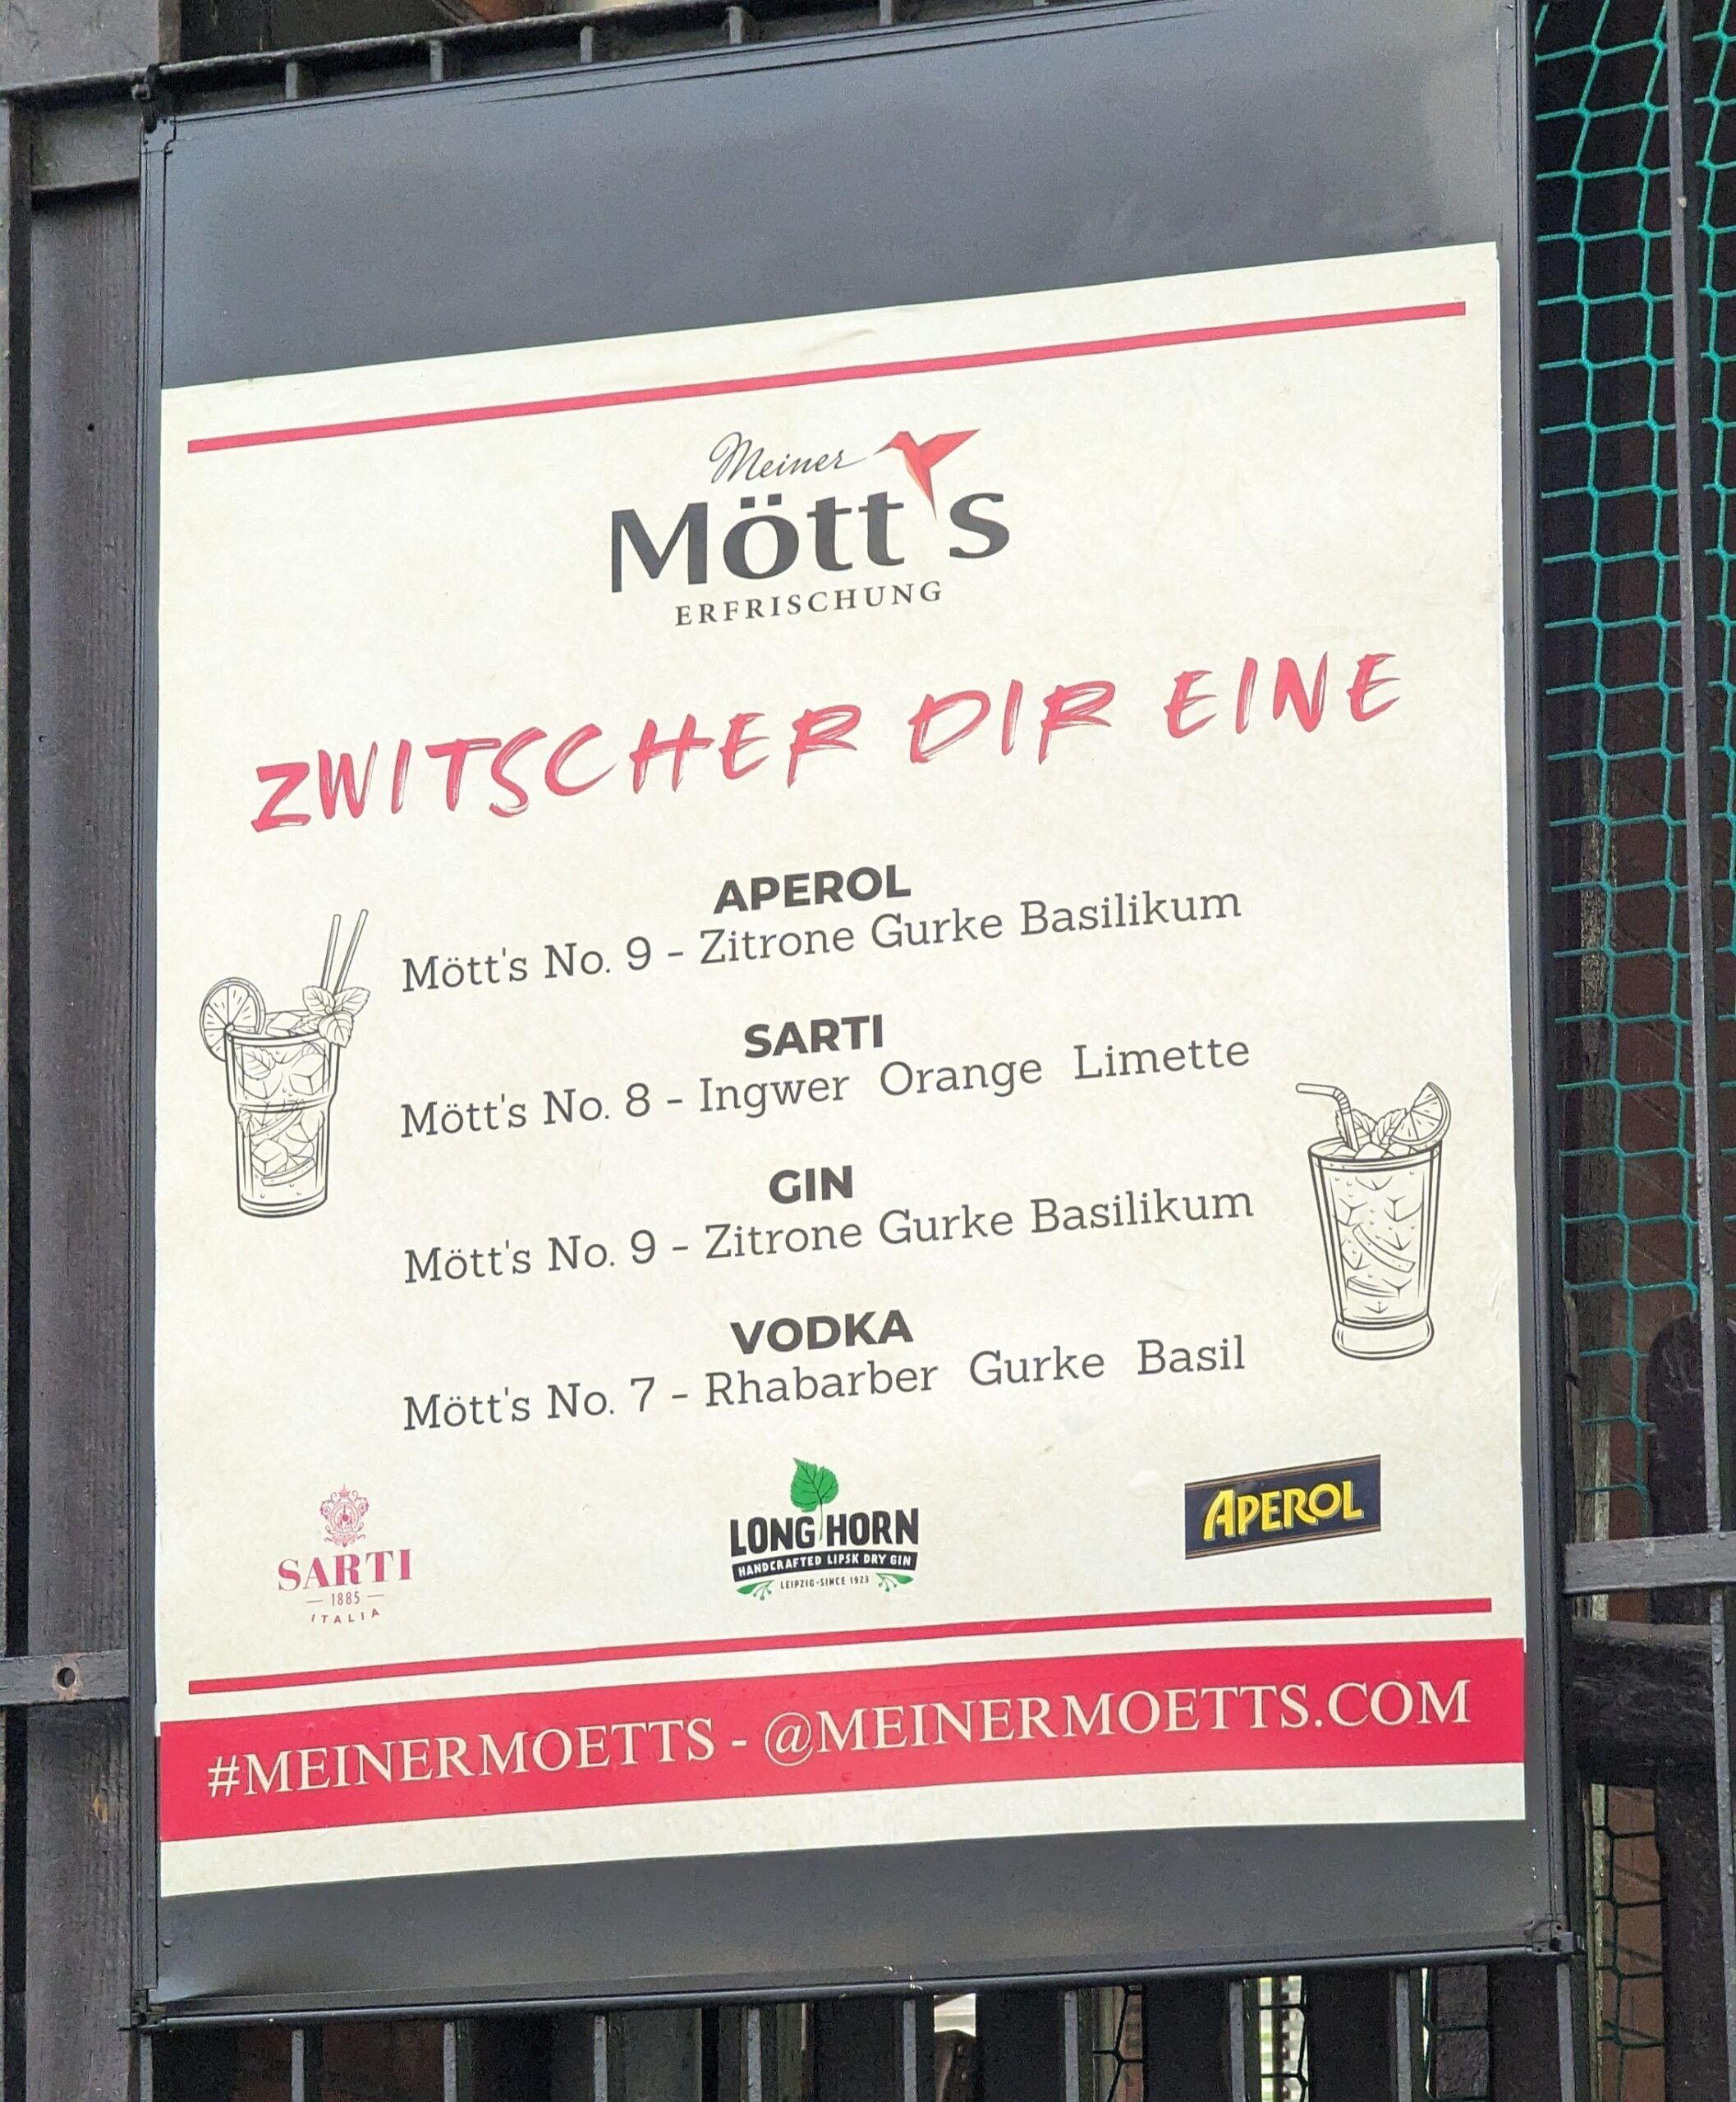 Meiner
Mött's
ERFRISCHUNG
ZWITSCHER DIR EINE
APEROL
Mött's No. 9 - Zitrone Gurke Basilikum
SARTI
Mött's No. 8 - Ingwer Orange Limette
GIN
Mött's No. 9 - Zitrone Gurke Basilikum
VODKA
Mött's No. 7 - Rhabarber Gurke Basil
SARTI
1885
ITALIA
LONG HORN
HANDCRAFTED LIPSK DRY GIN
LEIPZIG-SINCE 1923
APEROL
#MEINERMOETTS - @MEINERMOETTS.COM